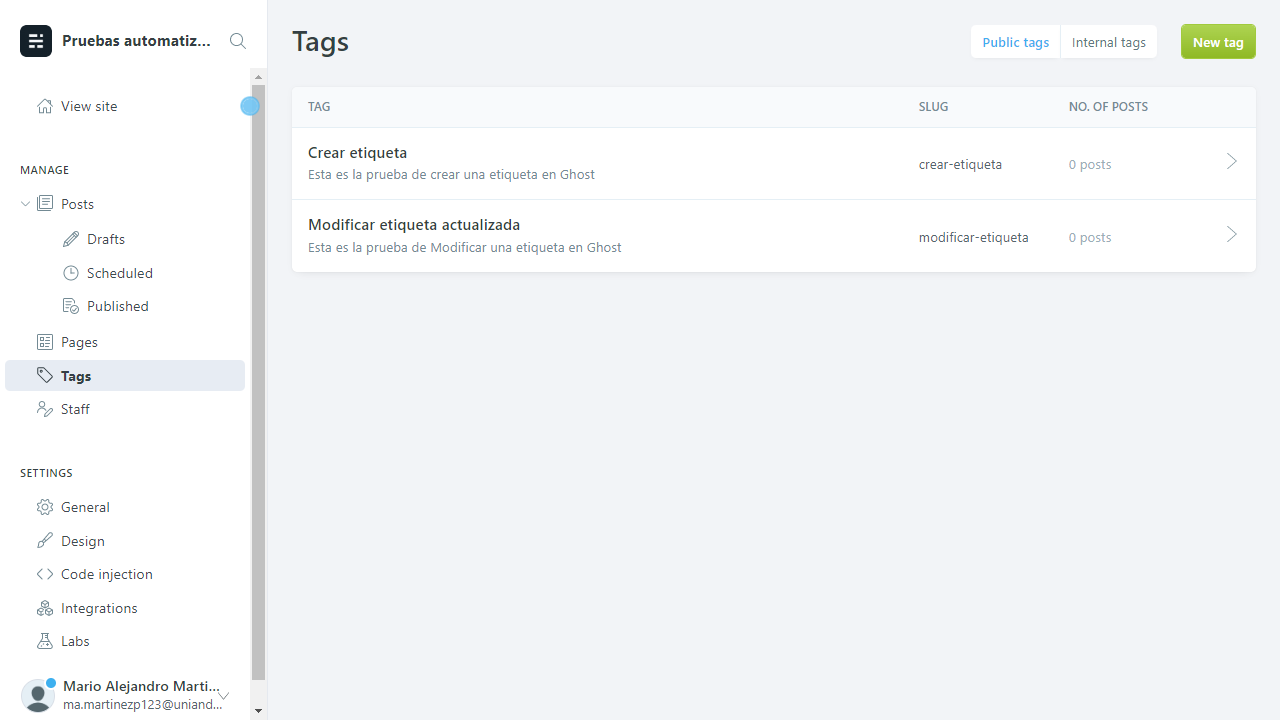 Pruebas automatiz...
View site
MANAGE
Posts
Drafts
Scheduled
Published
Pages
Tags
Staff
SETTINGS
General
Design
Code injection
Integrations
Labs
Mario Alejandro Marti...
ma.martinezp123@uniand...
Tags
Public tags
Internal tags
New tag
TAG SLUG NO. OF POSTS
Crear etiqueta
Esta es la prueba de crear una etiqueta en Ghost
crear-etiqueta
0 posts
Modificar etiqueta actualizada
Esta es la prueba de Modificar una etiqueta en Ghost
modificar-etiqueta
0 posts